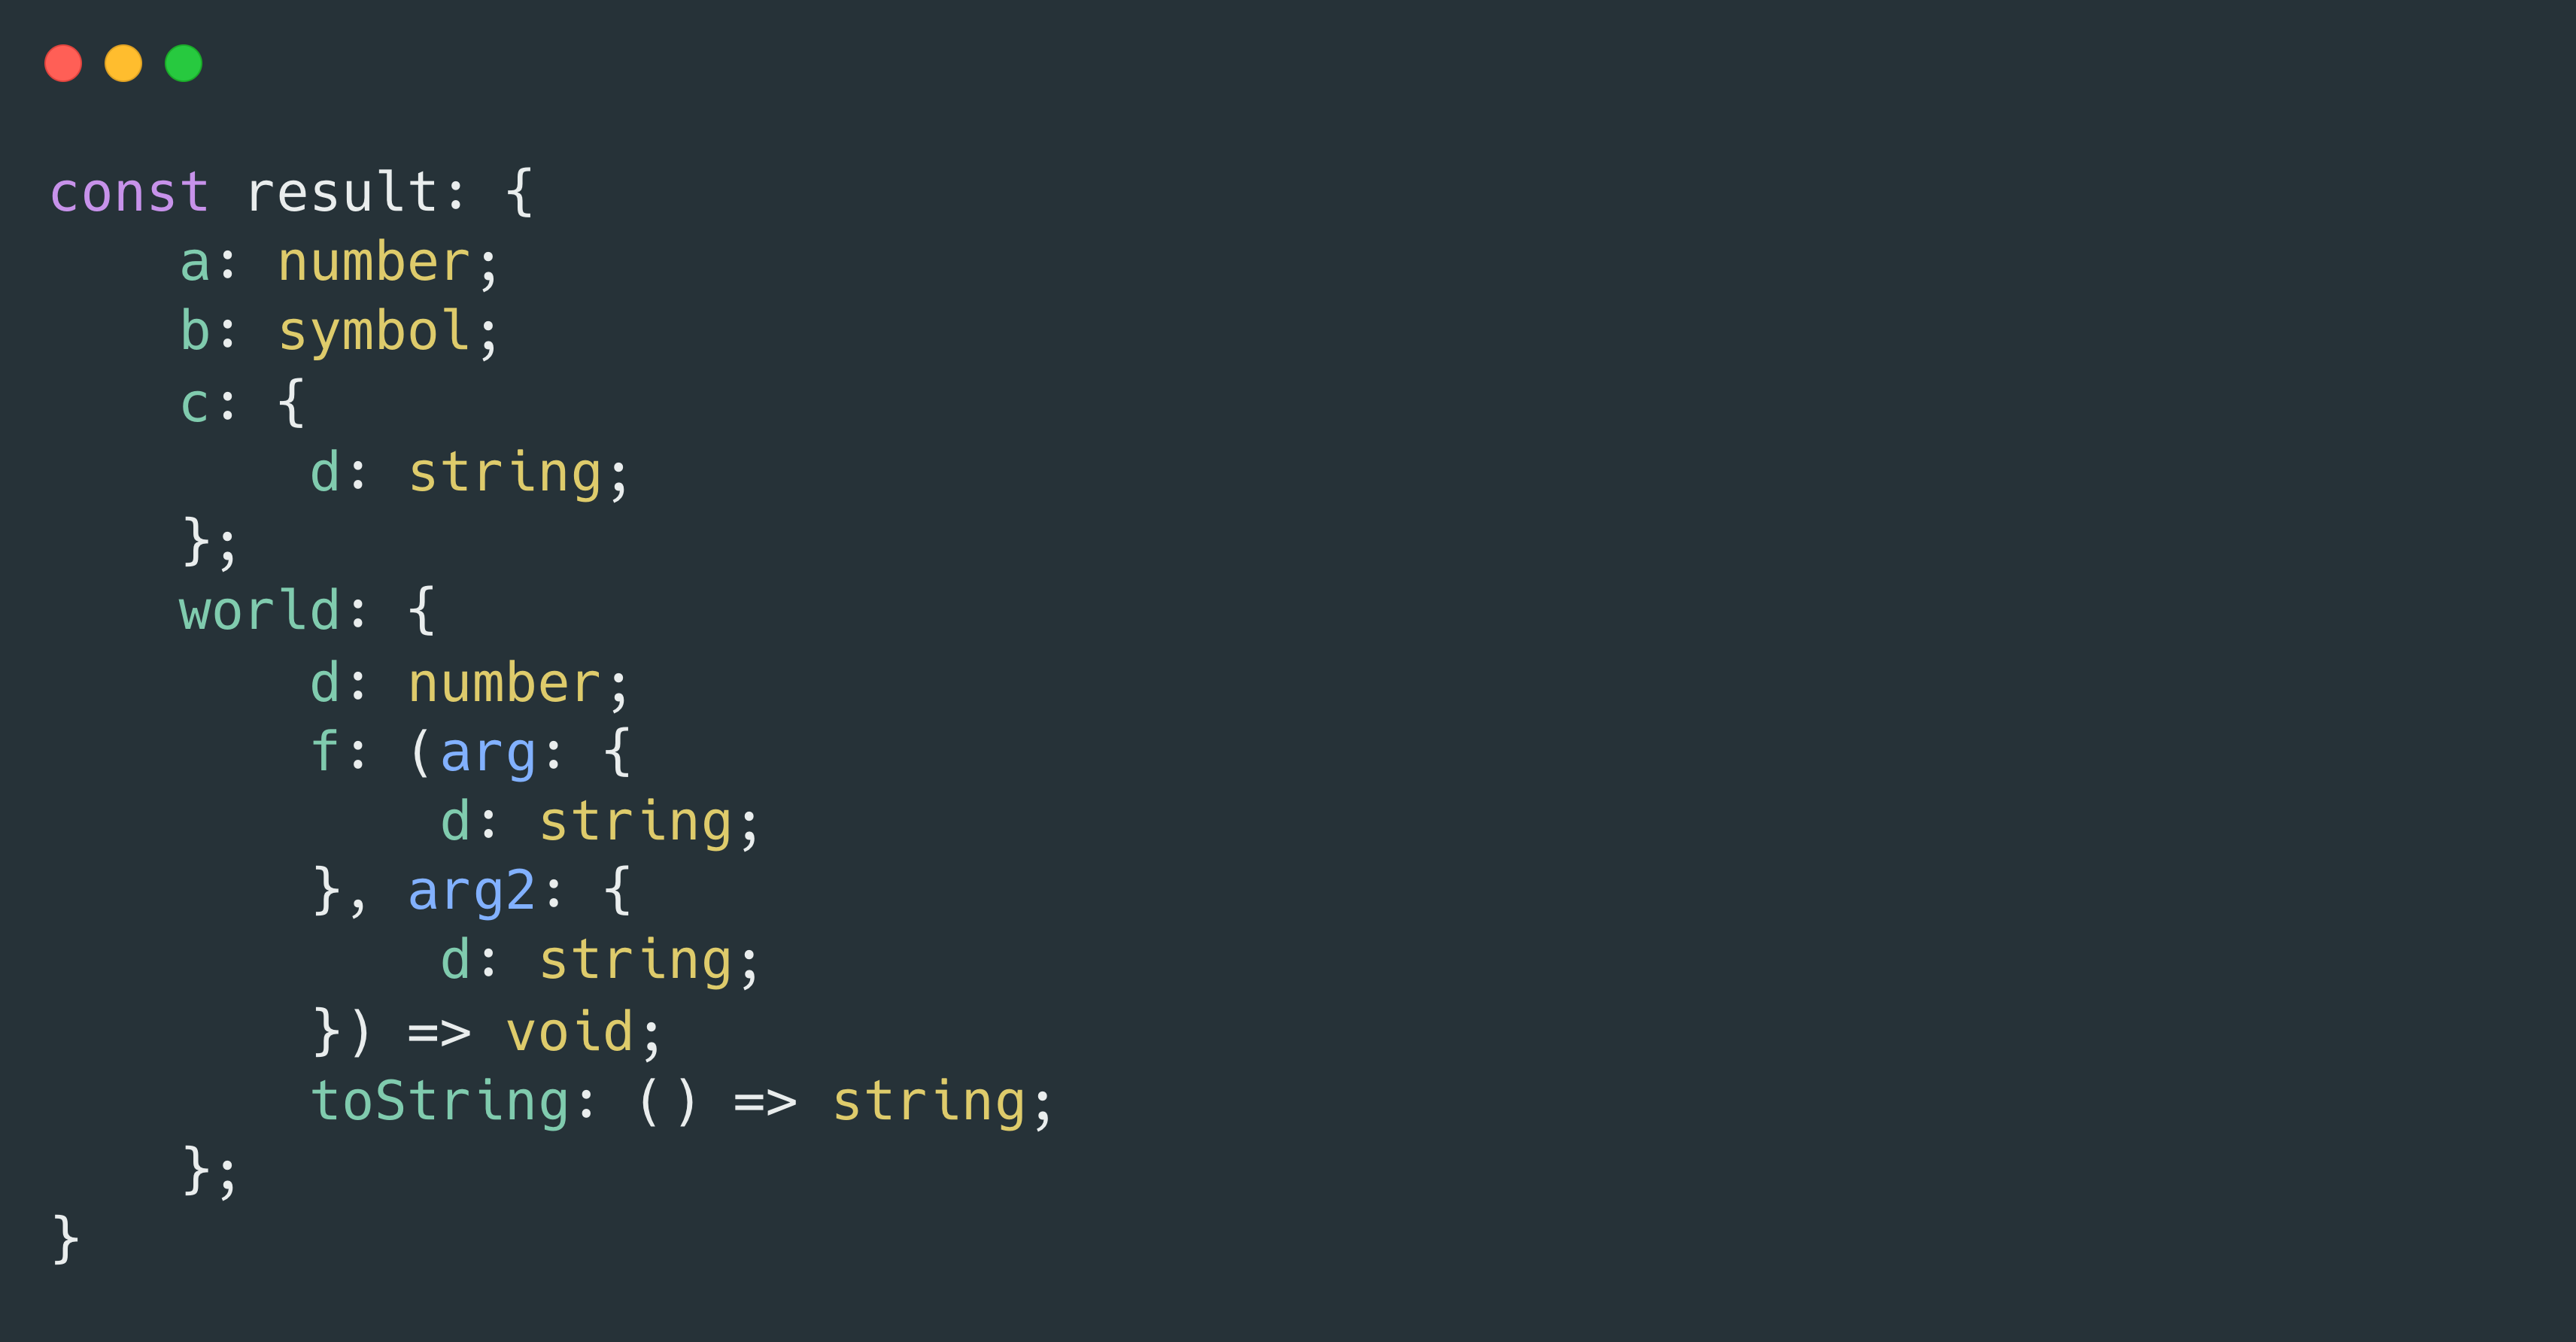 const result: {
    a: number;
    b: symbol;
    c: {
        d: string;
    };
    world: {
        d: number;
        f: (arg: {
            d: string;
        }, arg2: {
            d: string;
        }) => void;
        toString: () => string;
    };
}